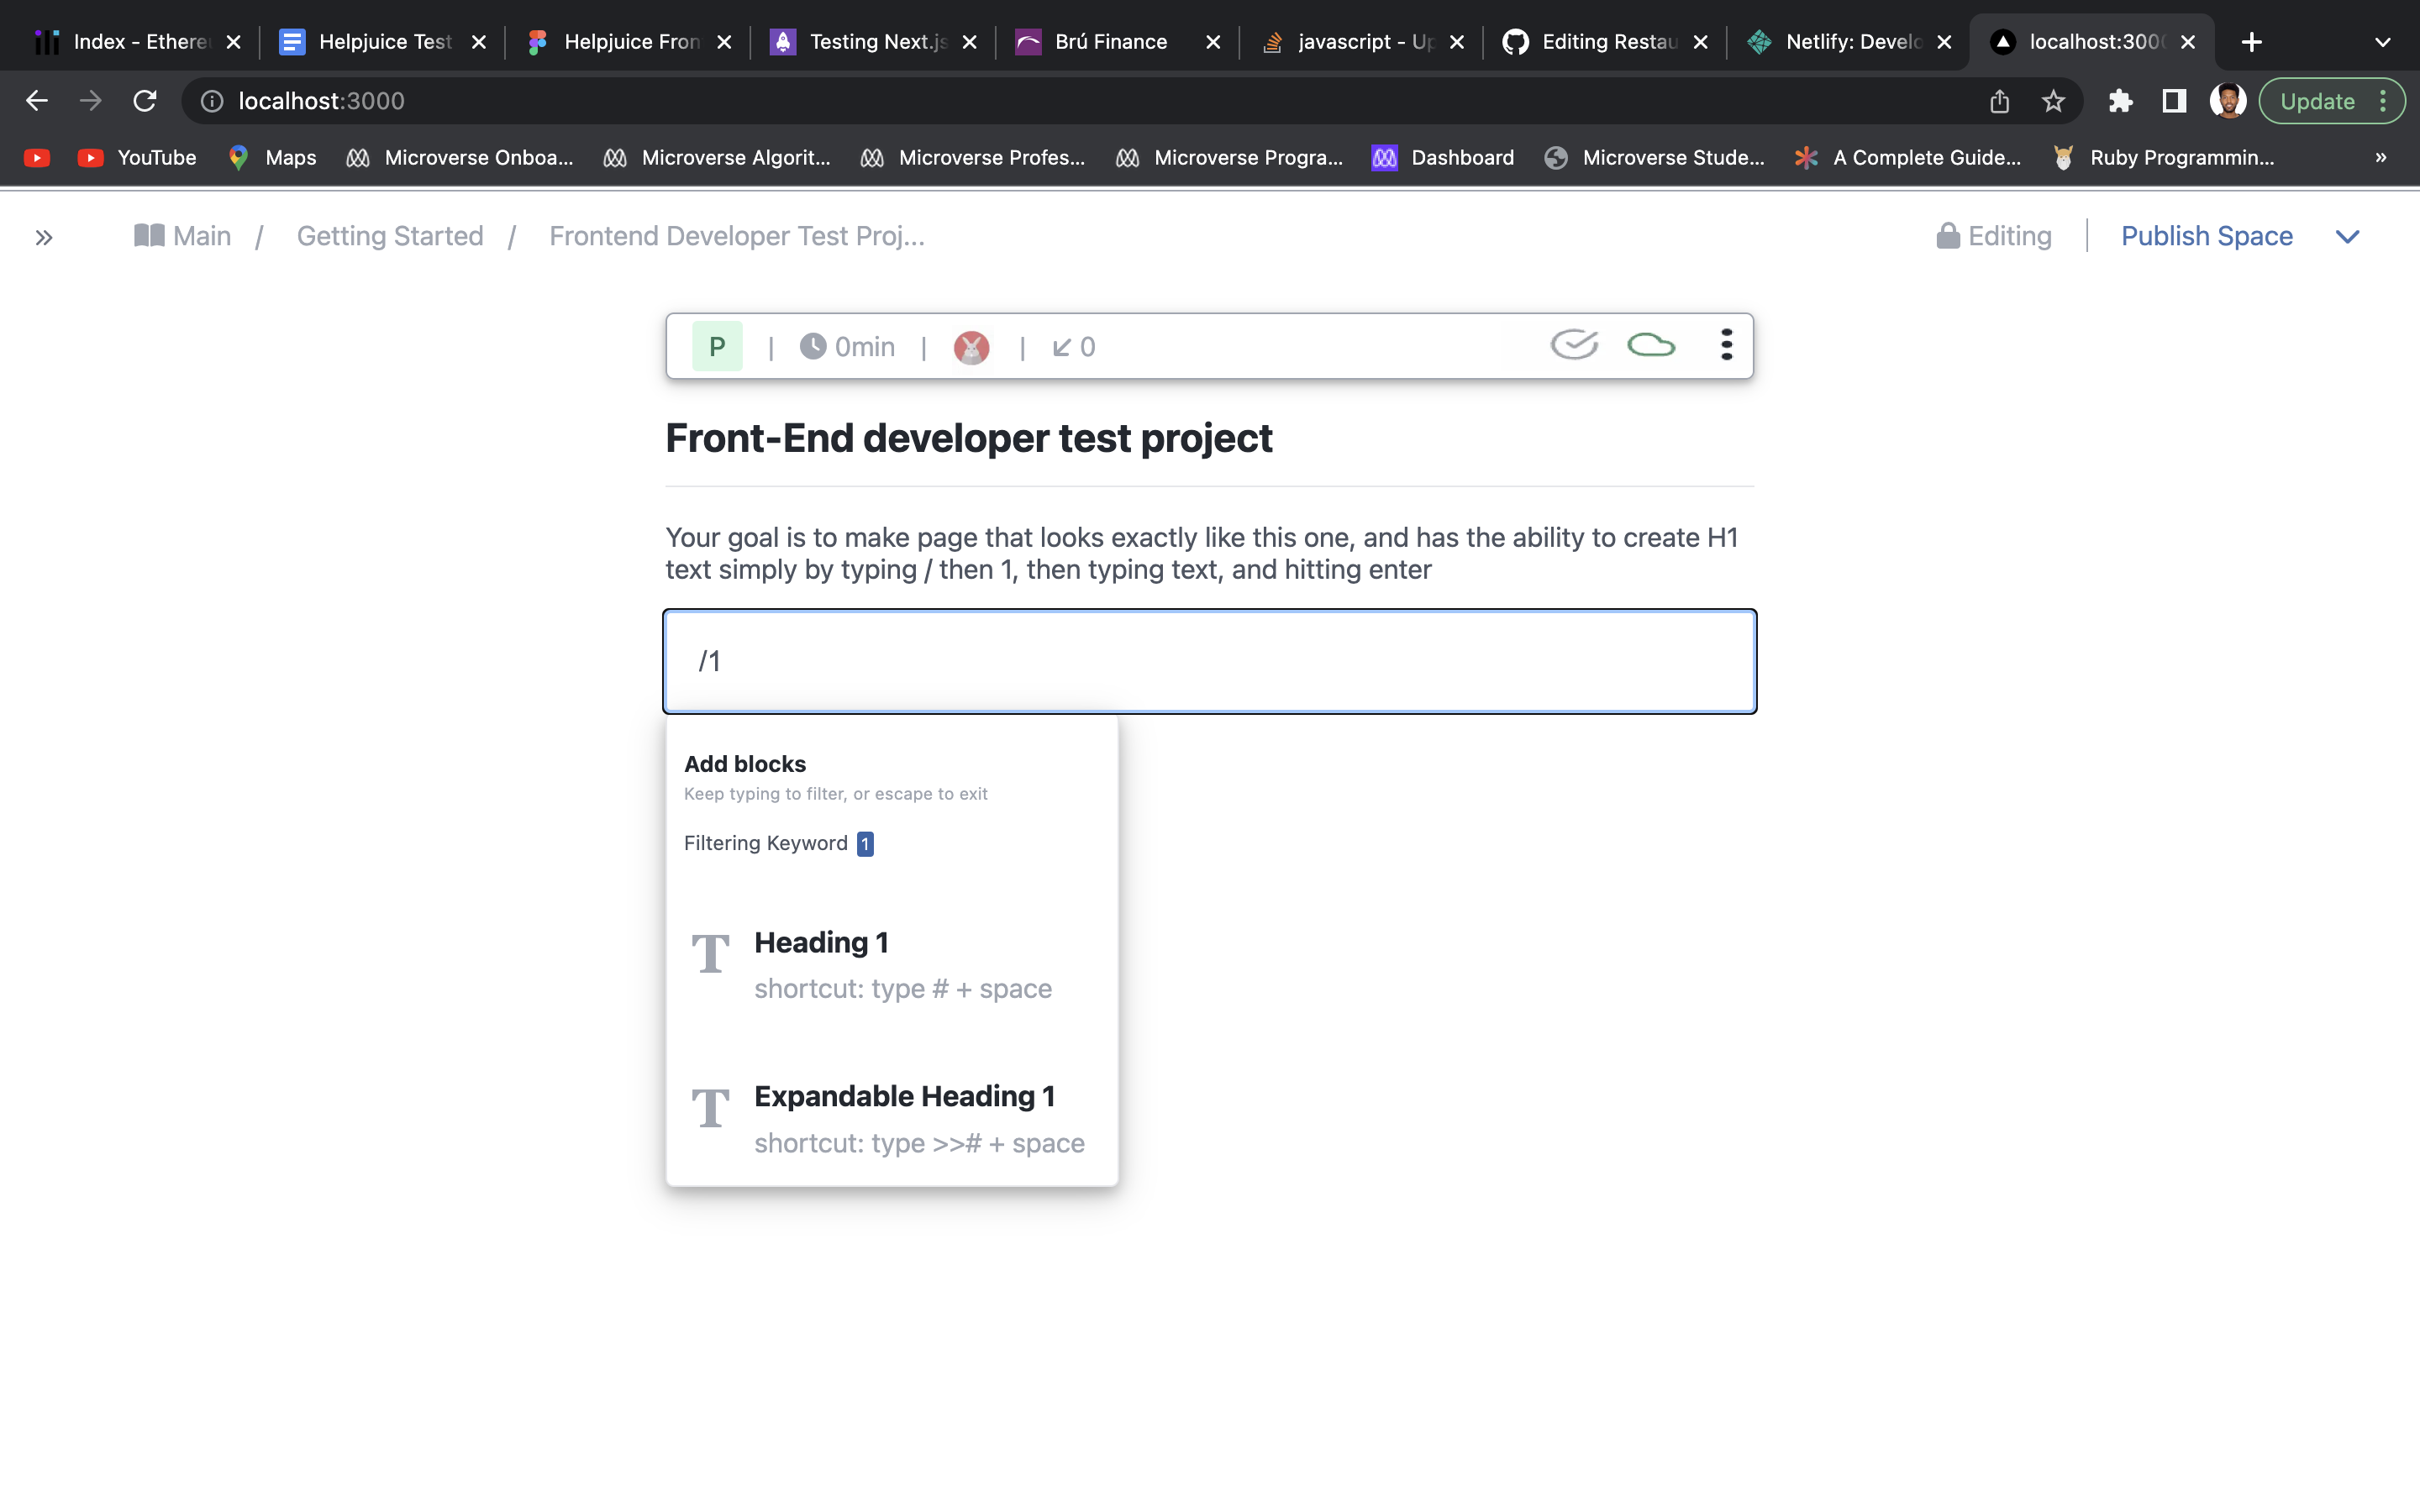 Index - Ethere
Helpjuice Test
Helpjuice Fron
Testing Next.js
Brú Finance
javascript - Up
Editing Restau
Netlify: Develo
localhost:300
localhost:3000
Update
YouTube
Maps
Microverse Onboa...
Microverse Algorit...
Microverse Profes...
Microverse Progra...
Dashboard
Microverse Stude...
A Complete Guide...
Ruby Programmin...
»
Main / Getting Started / Frontend Developer Test Proj...
Editing
Publish Space
P | 0min | | 0
Front-End developer test project
Your goal is to make page that looks exactly like this one, and has the ability to create H1
text simply by typing / then 1, then typing text, and hitting enter
/1
Add blocks
Keep typing to filter, or escape to exit
Filtering Keyword 1
T Heading 1
shortcut: type # + space
T Expandable Heading 1
shortcut: type >># + space